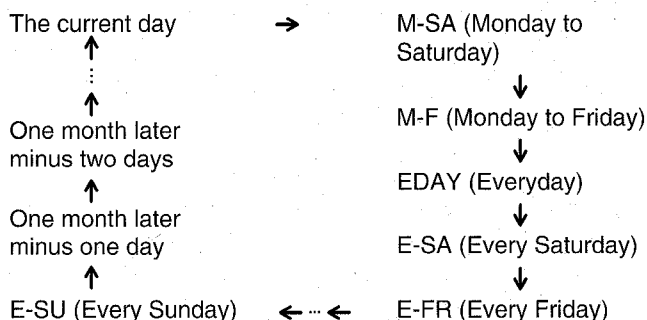 The current day
M-SA (Monday to
Saturday)
M-F (Monday to Friday)
EDAY (Everyday)
E-SA (Every Saturday)
E-FR (Every Friday)
E-SU (Every Sunday)
One month later
minus one day
One month later
minus two days